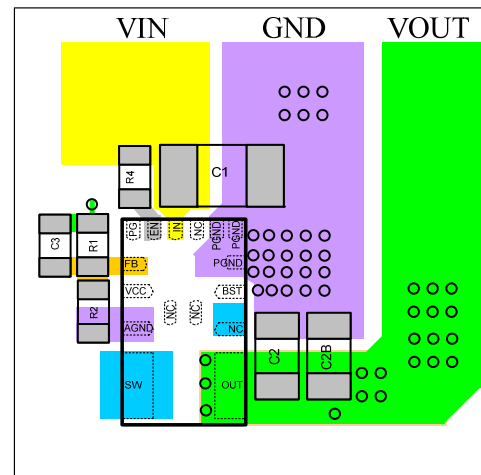 VIN GND VOUT
R4
C1
C3
R1
PG
EN
IN
NC
PGND
PGND
FB
PGND
R2
VCC
NC
NC
BST
AGND
NC
C2
C2B
SW
OUT